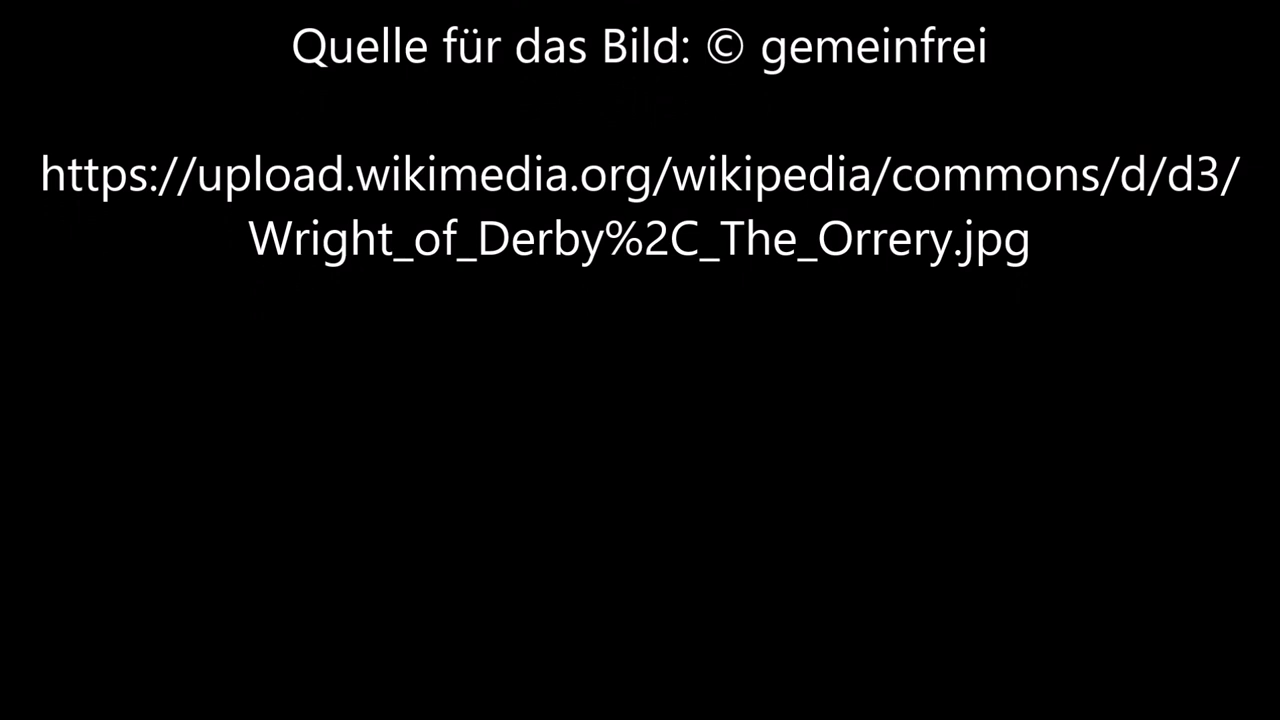 Quelle für das Bild: © gemeinfrei
https://upload.wikimedia.org/wikipedia/commons/d/d3/
Wright_of_Derby%2C_The_Orrery.jpg